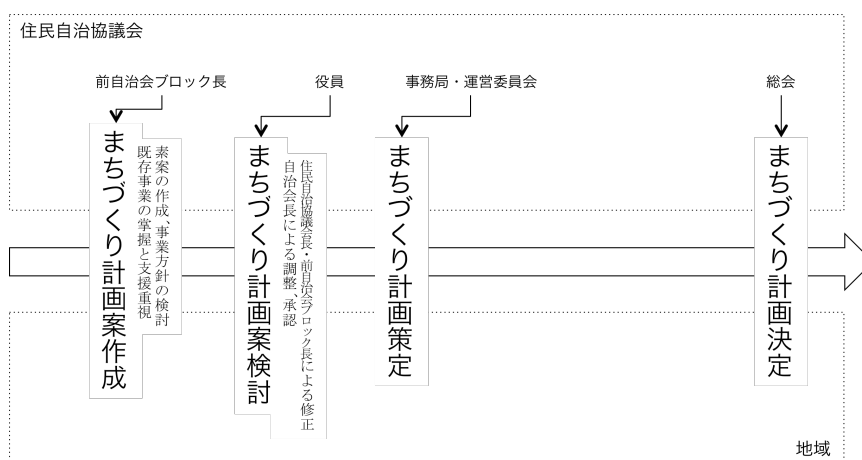 住民自治協議会
前自治会ブロック長
役員
事務局・運営委員会
総会
まちづくり計画案作成
素案の作成、事業方針の検討
既存事業の掌握と支援重視
まちづくり計画案検討
住民自治協議会長・前自治会ブロック長による修正
自治会長による調整、承認
まちづくり計画策定
まちづくり計画決定
地域